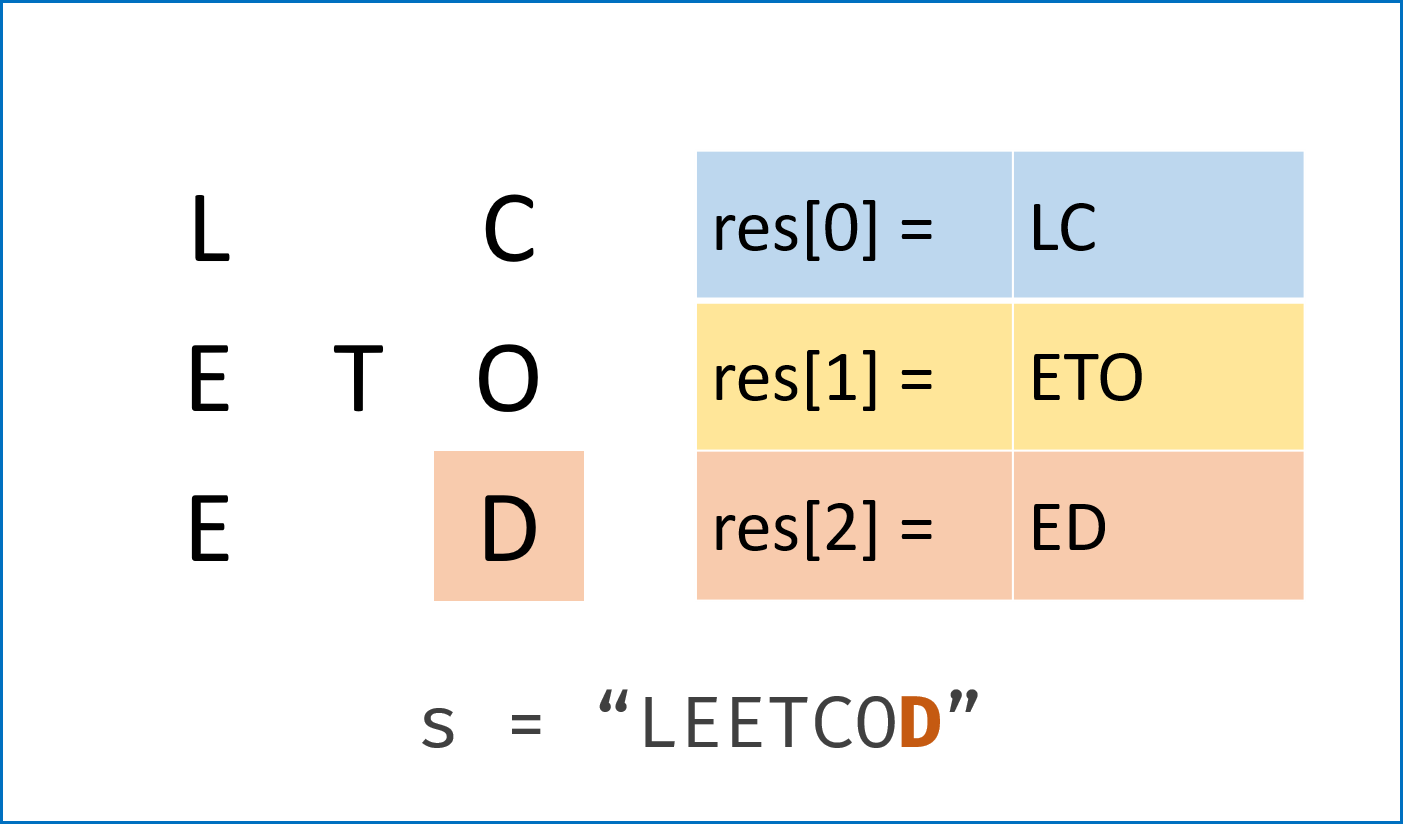 L C
res[0] = LC
E T O
res[1] = ETO
E D
res[2] = ED
s = “LEETCOD”